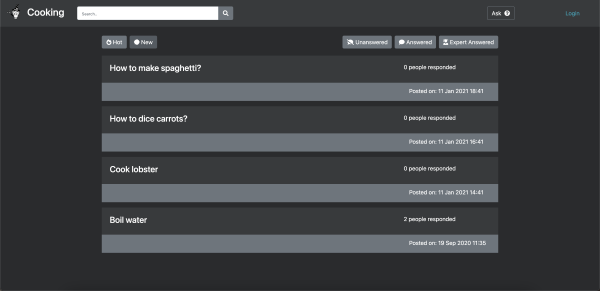 Cooking
Search..
Ask
Login
Hot
New
Unanswered
Answered
Expert Answered
How to make spaghetti?
0 people responded
Posted on: 11 Jan 2021 18:41
How to dice carrots?
0 people responded
Posted on: 11 Jan 2021 16:41
Cook lobster
0 people responded
Posted on: 11 Jan 2021 14:41
Boil water
2 people responded
Posted on: 19 Sep 2020 11:35